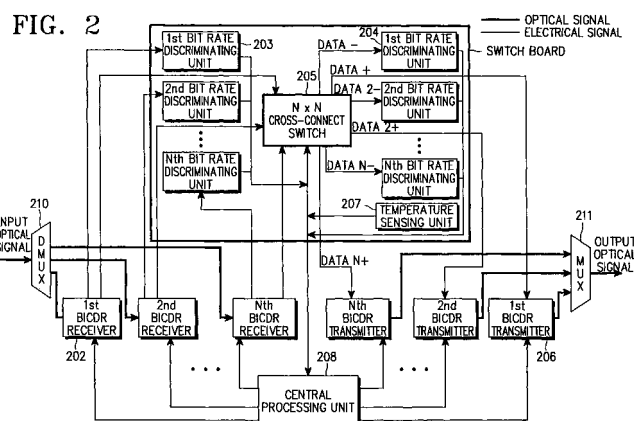 FIG. 2
OPTICAL SIGNAL
ELECTRICAL SIGNAL
1st BIT RATE
DISCRIMINATING
UNIT
203
2nd BIT RATE
DISCRIMINATING
UNIT
Nth BIT RATE
DISCRIMINATING
UNIT
205
N x N
CROSS-CONNECT
SWITCH
DATA -
DATA +
DATA 2-
DATA 2+
DATA N-
DATA N+
204
1st BIT RATE
DISCRIMINATING
UNIT
SWITCH BOARD
2nd BIT RATE
DISCRIMINATING
UNIT
Nth BIT RATE
DISCRIMINATING
UNIT
207
TEMPERATURE
SENSING UNIT
210
INPUT
OPTICAL
SIGNAL
DMUX
211
MUX
OUTPUT
OPTICAL
SIGNAL
1st
BICDR
RECEIVER
202
2nd
BICDR
RECEIVER
Nth
BICDR
RECEIVER
Nth
BICDR
TRANSMITTER
2nd
BICDR
TRANSMITTER
1st
BICDR
TRANSMITTER
206
208
CENTRAL
PROCESSING UNIT